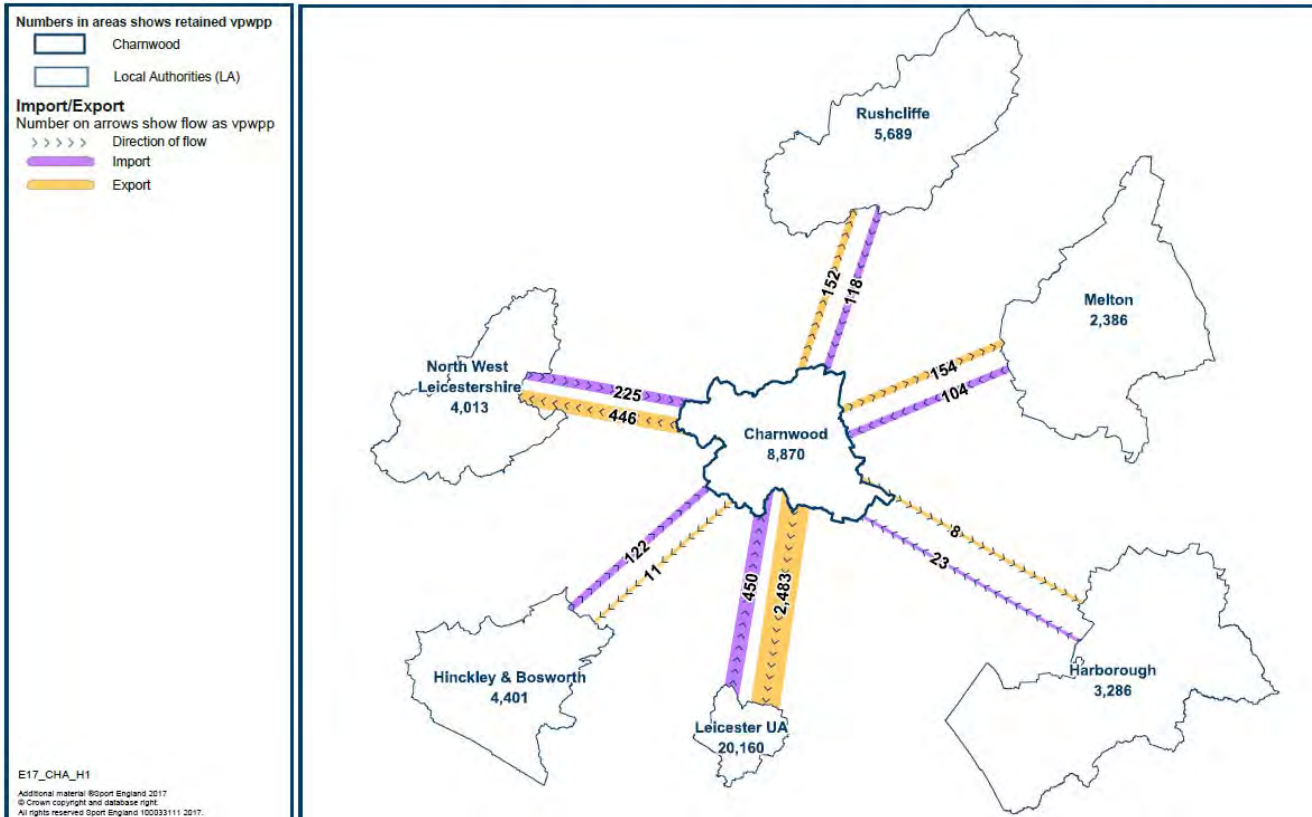 Numbers in areas shows retained vpwpp
Charnwood
Local Authorities (LA)
Import/Export
Number on arrows show flow as vpwpp
Direction of flow
Import
Export
E17_CHA_H1
Additional material ©Sport England 2017
© Crown copyright and database right.
All rights reserved Sport England 100033111 2017.
Rushcliffe
5,689
152
118
Melton
2,386
154
104
North West
Leicestershire
4,013
225
446
Charnwood
8,870
8
23
122
11
450
2,483
Hinckley & Bosworth
4,401
Leicester UA
20,160
Harborough
3,286